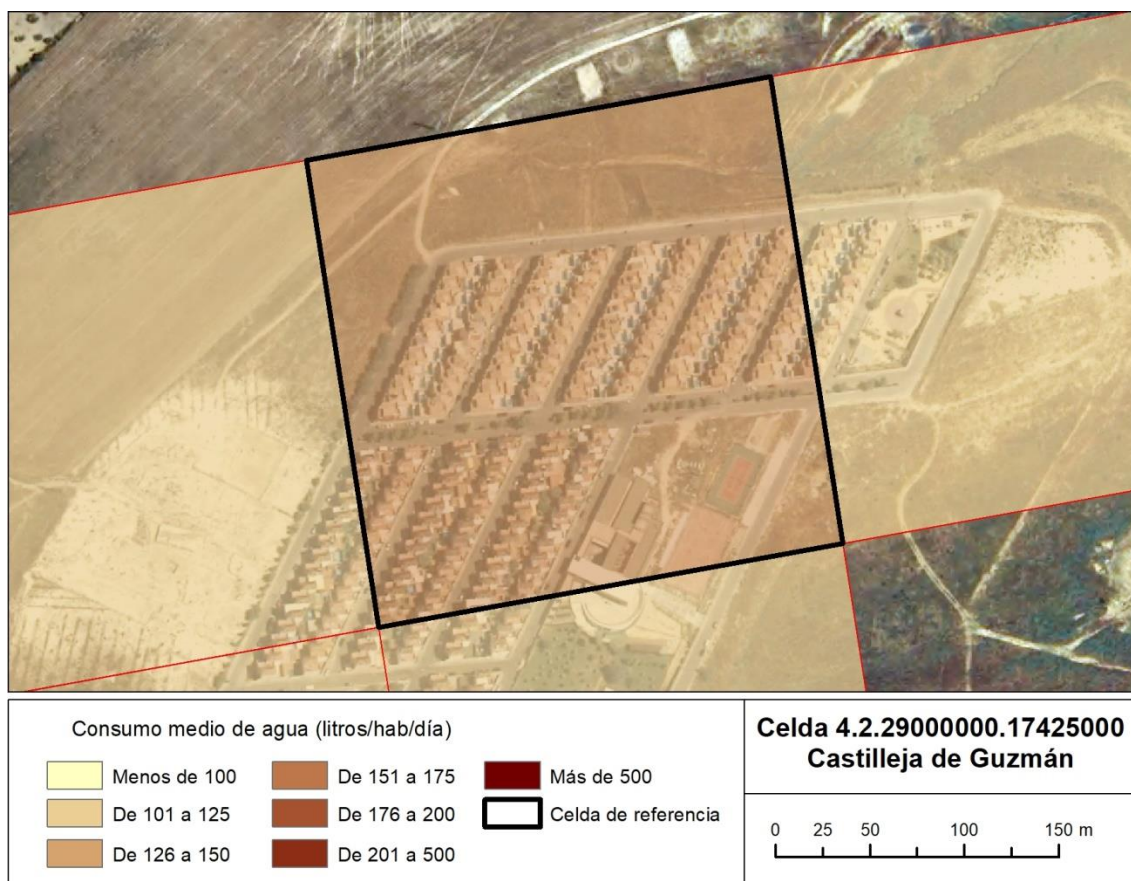 Consumo medio de agua (litros/hab/día)
Menos de 100
De 101 a 125
De 126 a 150
De 151 a 175
De 176 a 200
De 201 a 500
Más de 500
Celda de referencia
Celda 4.2.29000000.17425000
Castilleja de Guzmán
0 25 50 100 150 m